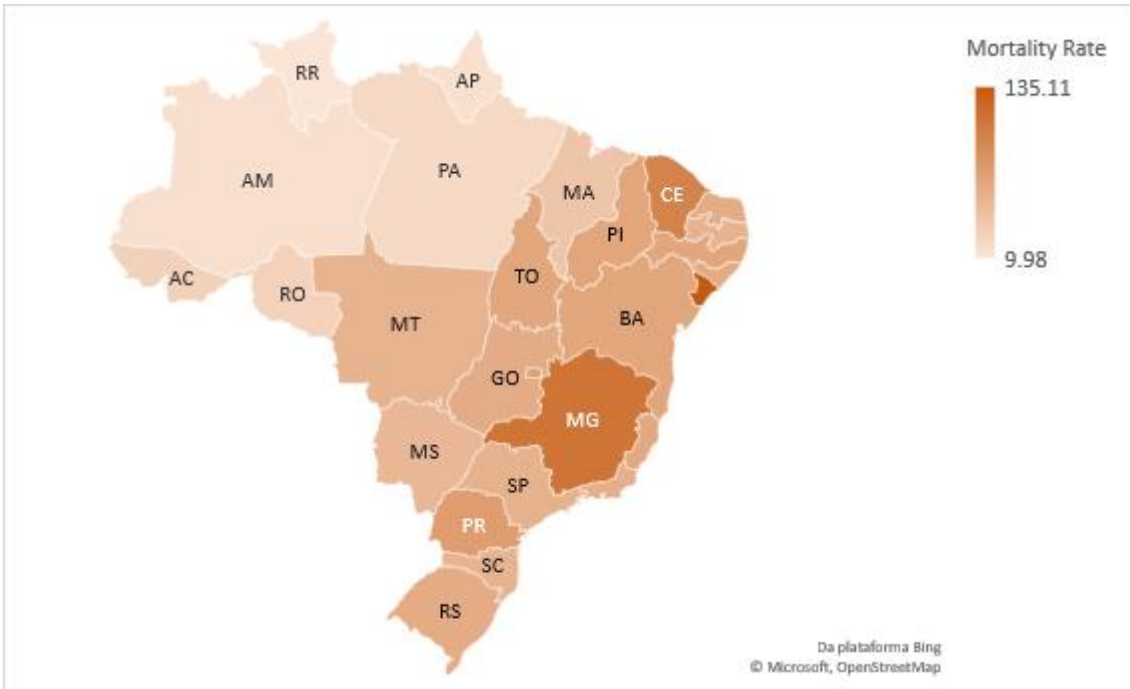 Mortality Rate
135.11
9.98
RR
AP
AM
PA
MA
CE
PI
AC
RO
TO
MT
BA
GO
MG
MS
SP
PR
SC
RS
Da plataforma Bing
© Microsoft, OpenStreetMap